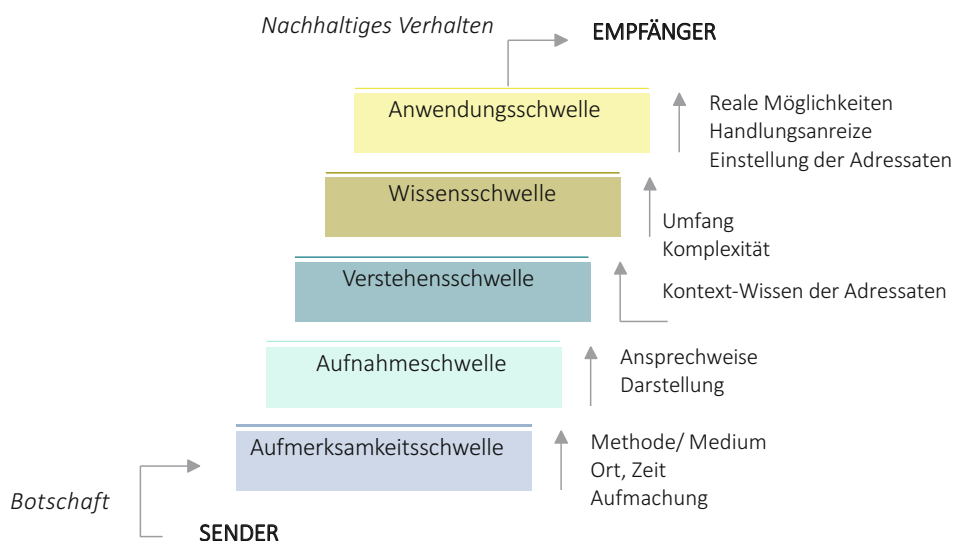 Nachhaltiges Verhalten
EMPFÄNGER
Anwendungsschwelle
Reale Möglichkeiten
Handlungsanreize
Einstellung der Adressaten
Wissensschwelle
Umfang
Komplexität
Verstehensschwelle
Kontext-Wissen der Adressaten
Aufnahmeschwelle
Ansprechweise
Darstellung
Aufmerksamkeitsschwelle
Methode/ Medium
Ort, Zeit
Aufmachung
Botschaft
SENDER